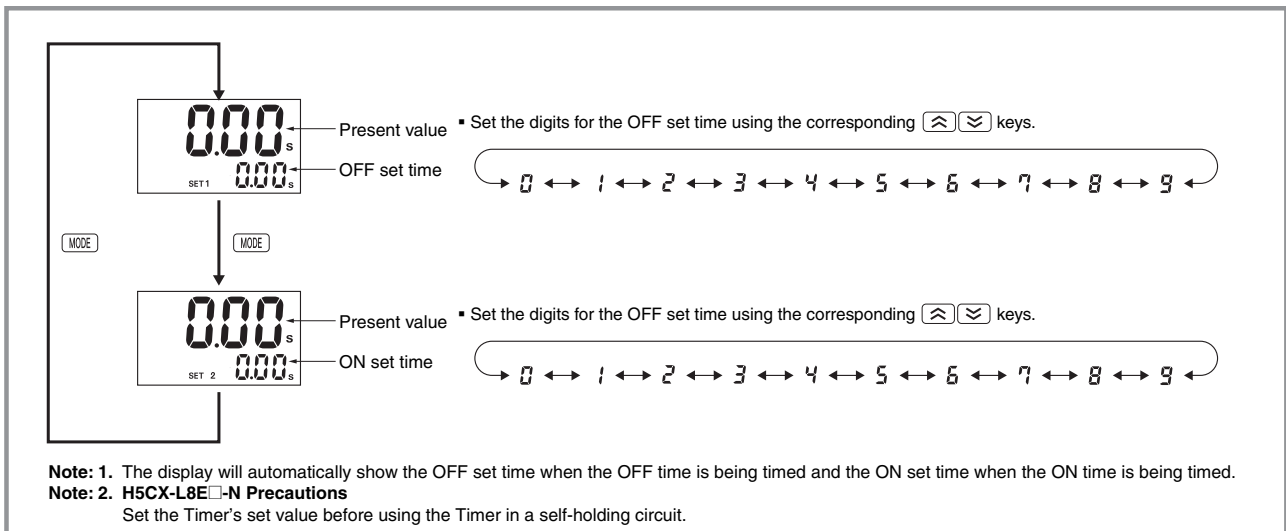 0.00 s
Present value
▪ Set the digits for the OFF set time using the corresponding keys.
SET 1 0.00 s
OFF set time
0 1 2 3 4 5 6 7 8 9
MODE
MODE
0.00 s
Present value
▪ Set the digits for the OFF set time using the corresponding keys.
SET 2 0.00 s
ON set time
0 1 2 3 4 5 6 7 8 9
Note: 1. The display will automatically show the OFF set time when the OFF time is being timed and the ON set time when the ON time is being timed.
Note: 2. H5CX-L8E□-N Precautions
Set the Timer's set value before using the Timer in a self-holding circuit.